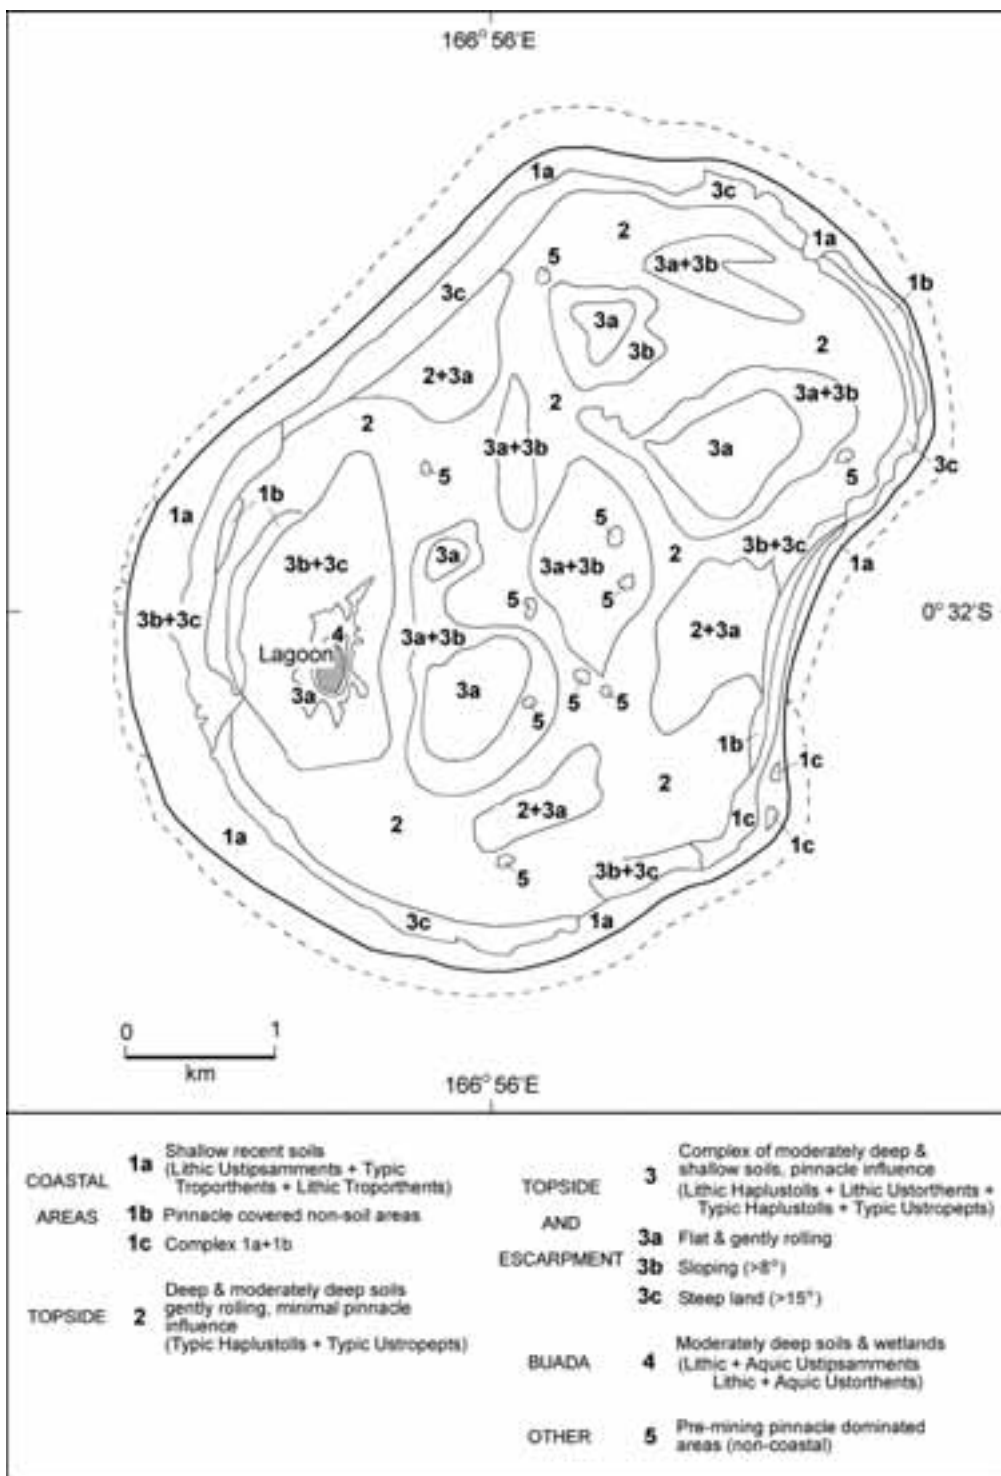 166° 56'E
1a
3c
1a
2
5
3a+3b
1b
3c
3a
3b
2
2+3a
3a+3b
2
2
3a+3b
3a
3c
5
5
1b
1a
5
3a
3b+3c
2
3b+3c
1a
3a+3b
5
5
0° 32'S
3b+3c
4
3a+3b
2+3a
Lagoon
3a
3a
5
5
5
1b
1c
2
2+3a
1c
2
1a
1c
3b+3c
5
3c
1a
0 1
km
166° 56'E
COASTAL
AREAS
1a Shallow recent soils
(Lithic Ustipsamments + Typic
Troporthents + Lithic Troporthents)
1b Pinnacle covered non-soil areas
1c Complex 1a+1b
TOPSIDE
2 Deep & moderately deep soils
gently rolling, minimal pinnacle
influence
(Typic Haplustolls + Typic Ustropepts)
TOPSIDE
AND
ESCARPMENT
3 Complex of moderately deep &
shallow soils, pinnacle influence
(Lithic Haplustolls + Lithic Ustorthents +
Typic Haplustolls + Typic Ustropepts)
3a Flat & gently rolling
3b Sloping (>8°)
3c Steep land (>15°)
BUADA
4 Moderately deep soils & wetlands
(Lithic + Aquic Ustipsamments
Lithic + Aquic Ustorthents)
OTHER
5 Pre-mining pinnacle dominated
areas (non-coastal)